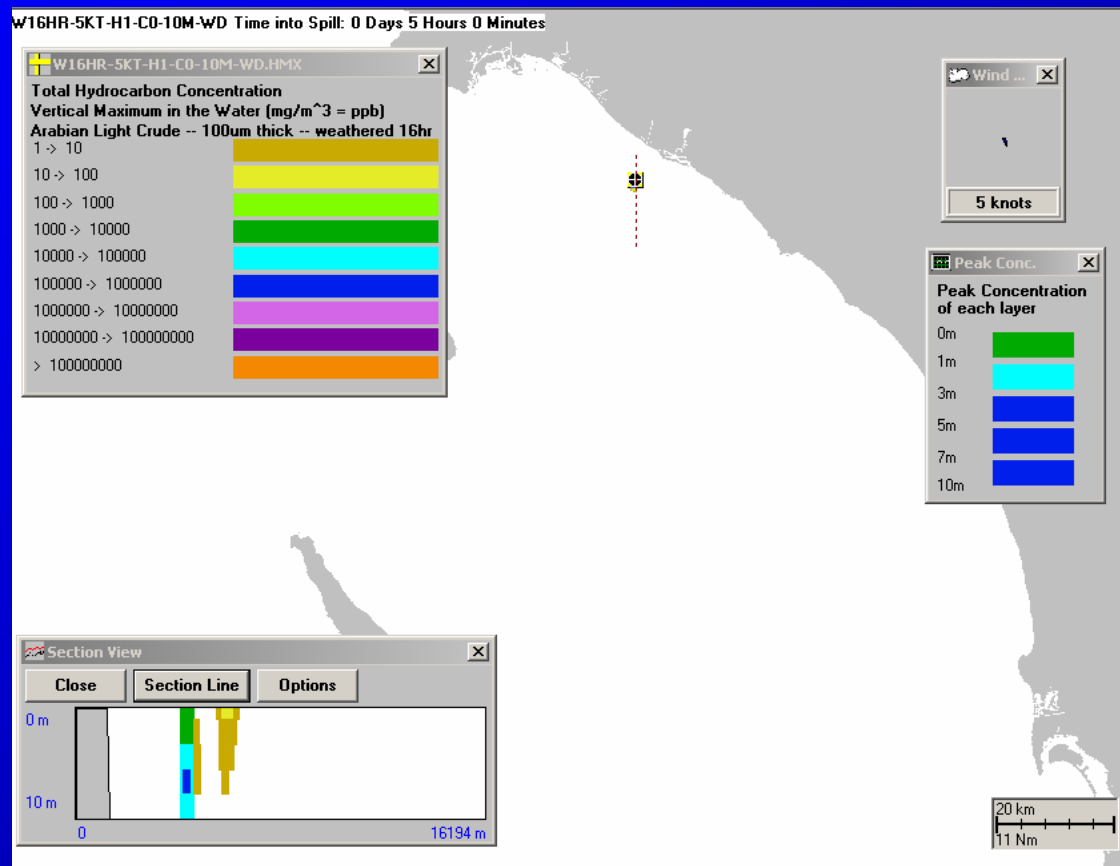 W16HR-5KT-H1-C0-10M-WD Time into Spill: 0 Days 5 Hours 0 Minutes
W16HR-5KT-H1-C0-10M-WD.HMX
Total Hydrocarbon Concentration
Vertical Maximum in the Water (mg/m^3 = ppb)
Arabian Light Crude -- 100um thick -- weathered 16hr
1 -> 10
10 -> 100
100 -> 1000
1000 -> 10000
10000 -> 100000
100000 -> 1000000
1000000 -> 10000000
10000000 -> 100000000
> 100000000
Wind ...
5 knots
Peak Conc.
Peak Concentration
of each layer
0m
1m
3m
5m
7m
10m
Section View
Close Section Line Options
0 m
10 m
0 16194 m
20 km
11 Nm